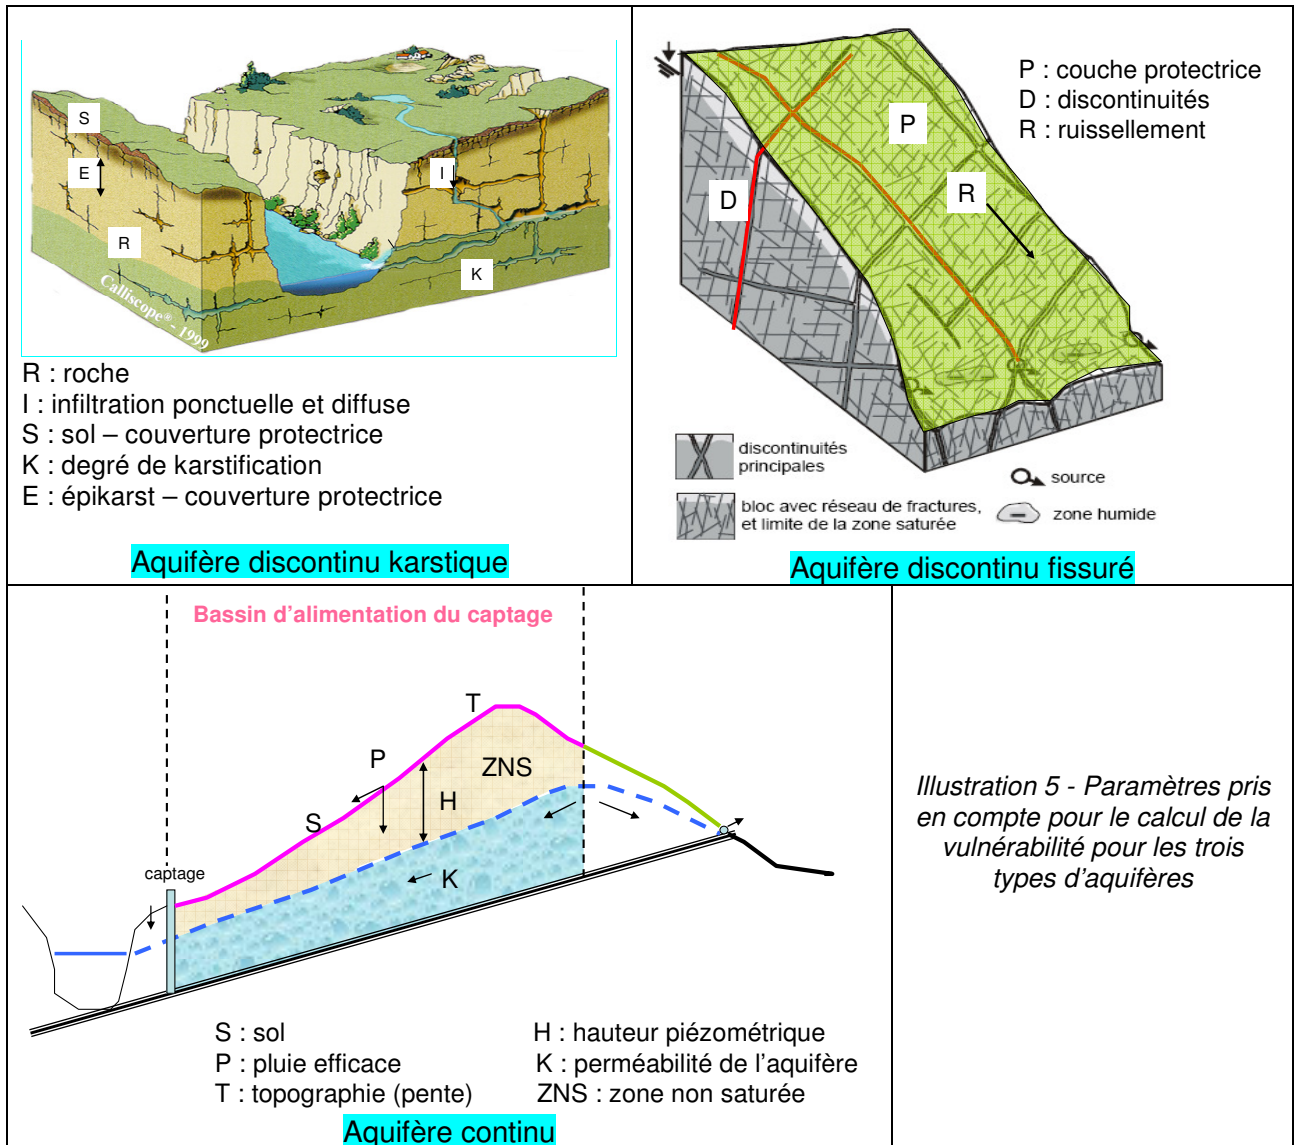 S
E
R
I
K
Calliscope® - 1999
R : roche
I : infiltration ponctuelle et diffuse
S : sol – couverture protectrice
K : degré de karstification
E : épikarst – couverture protectrice
Aquifère discontinu karstique
P : couche protectrice
D : discontinuités
R : ruissellement
P
D
R
discontinuités
principales
source
bloc avec réseau de fractures,
et limite de la zone saturée
zone humide
Aquifère discontinu fissuré
Bassin d'alimentation du captage
T
P
ZNS
H
S
K
captage
S : sol
P : pluie efficace
T : topographie (pente)
H : hauteur piézométrique
K : perméabilité de l'aquifère
ZNS : zone non saturée
Aquifère continu
Illustration 5 - Paramètres pris
en compte pour le calcul de la
vulnérabilité pour les trois
types d'aquifères